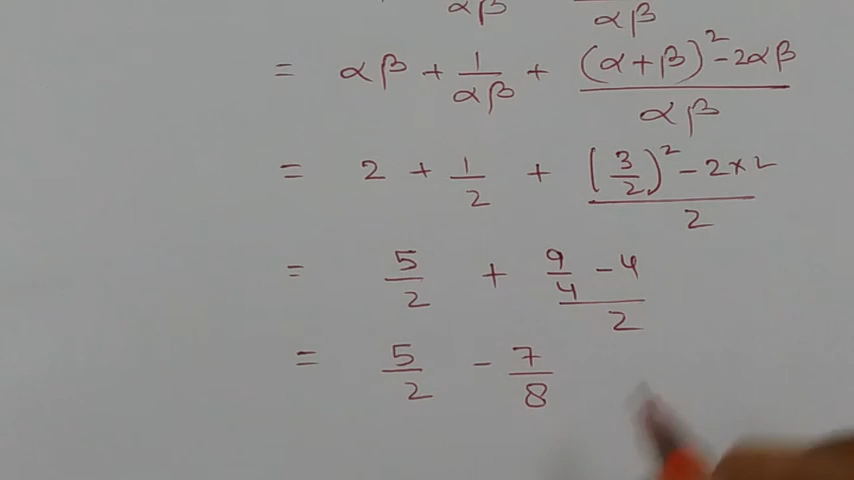 αβ αβ
= αβ + 1/αβ + ((α+β)² - 2αβ)/αβ
= 2 + 1/2 + ((3/2)² - 2×2)/2
= 5/2 + (9/4 - 4)/2
= 5/2 - 7/8